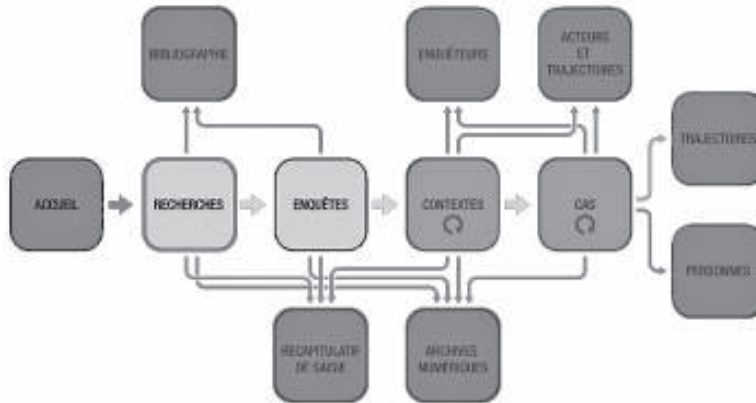 BIBLIOGRAPHIE
ENQUÊTEURS
ACTEURS
ET
TRAJECTOIRES
TRAJECTOIRES
ACCUEIL
RECHERCHES
ENQUÊTES
CONTEXTES
CAS
PERSONNES
RÉCAPITULATIF
DE SAISIE
ARCHIVES
NUMÉRIQUES